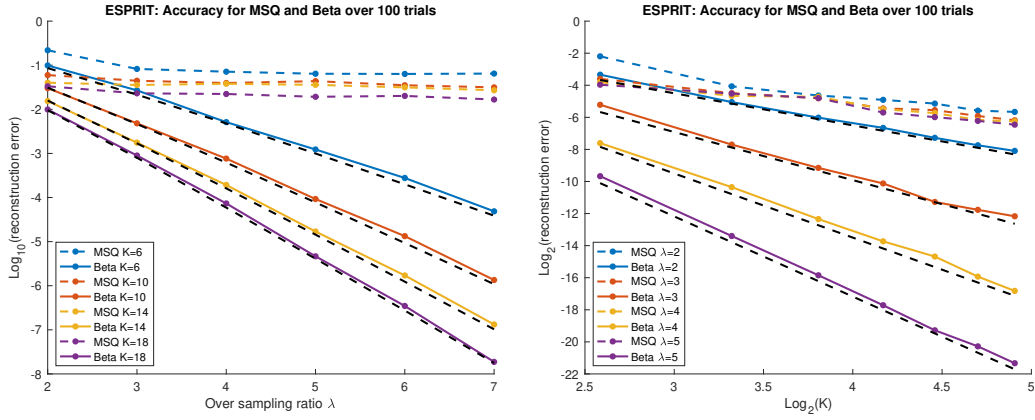 ESPRIT: Accuracy for MSQ and Beta over 100 trials
0
-1
-2
-3
-4
-5
-6
-7
-8
Log10(reconstruction error)
MSQ K=6
Beta K=6
MSQ K=10
Beta K=10
MSQ K=14
Beta K=14
MSQ K=18
Beta K=18
2 3 4 5 6 7
Over sampling ratio λ
ESPRIT: Accuracy for MSQ and Beta over 100 trials
0
-2
-4
-6
-8
-10
-12
-14
-16
-18
-20
-22
Log2(reconstruction error)
MSQ λ=2
Beta λ=2
MSQ λ=3
Beta λ=3
MSQ λ=4
Beta λ=4
MSQ λ=5
Beta λ=5
2.5 3 3.5 4 4.5 5
Log2(K)